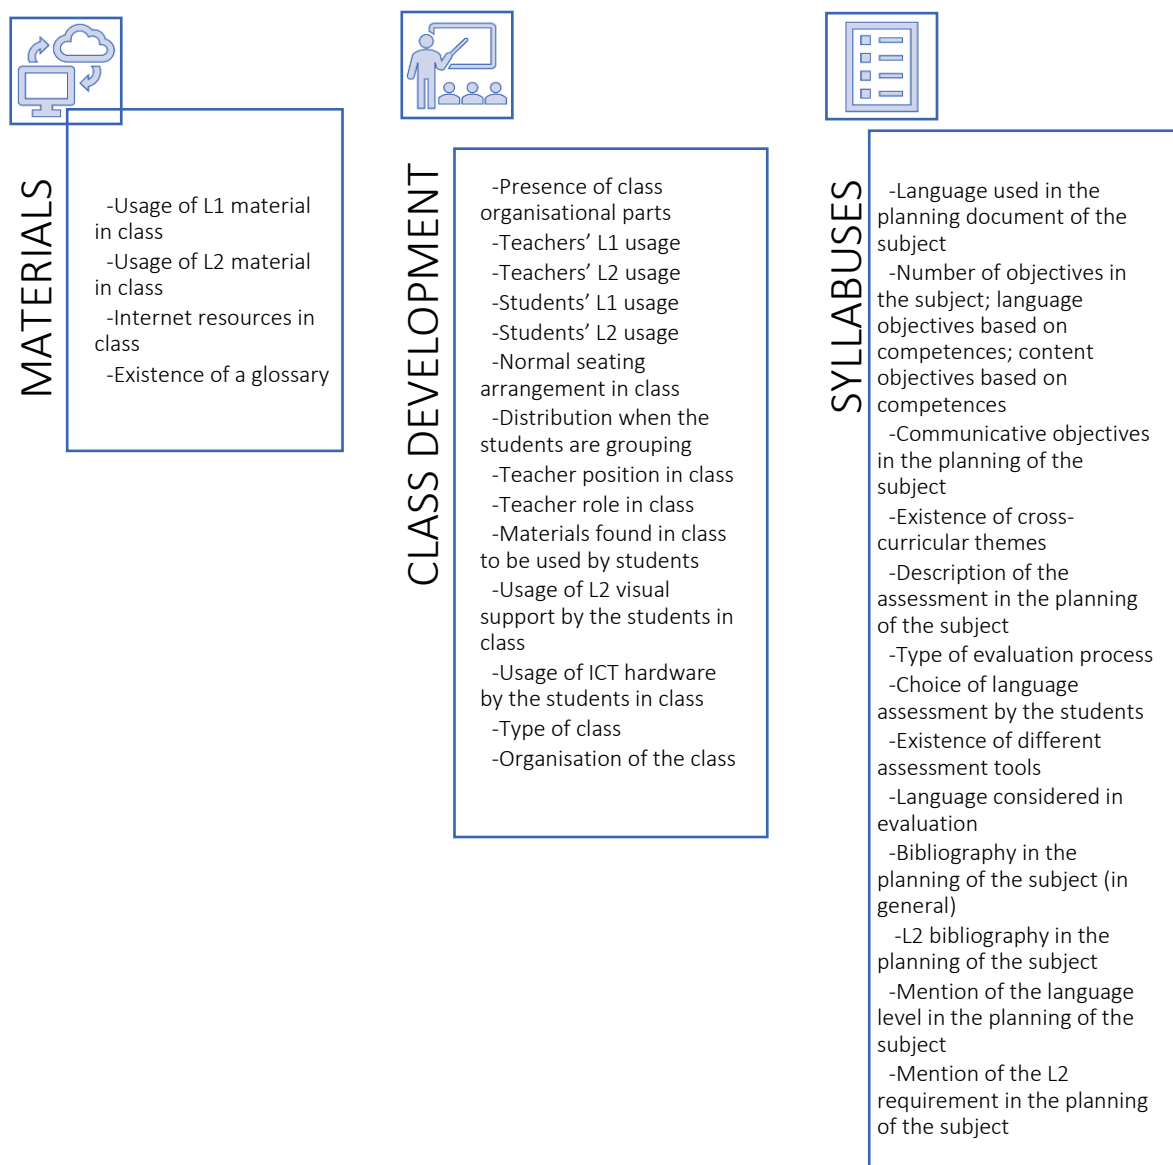 MATERIALS
-Usage of L1 material
in class
-Usage of L2 material
in class
-Internet resources in
class
-Existence of a glossary
CLASS DEVELOPMENT
-Presence of class
organisational parts
-Teachers’ L1 usage
-Teachers’ L2 usage
-Students’ L1 usage
-Students’ L2 usage
-Normal seating
arrangement in class
-Distribution when the
students are grouping
-Teacher position in class
-Teacher role in class
-Materials found in class
to be used by students
-Usage of L2 visual
support by the students in
class
-Usage of ICT hardware
by the students in class
-Type of class
-Organisation of the class
SYLLABUSES
-Language used in the
planning document of the
subject
-Number of objectives in
the subject; language
objectives based on
competences; content
objectives based on
competences
-Communicative objectives
in the planning of the
subject
-Existence of cross-
curricular themes
-Description of the
assessment in the planning
of the subject
-Type of evaluation process
-Choice of language
assessment by the students
-Existence of different
assessment tools
-Language considered in
evaluation
-Bibliography in the
planning of the subject (in
general)
-L2 bibliography in the
planning of the subject
-Mention of the language
level in the planning of the
subject
-Mention of the L2
requirement in the planning
of the subject